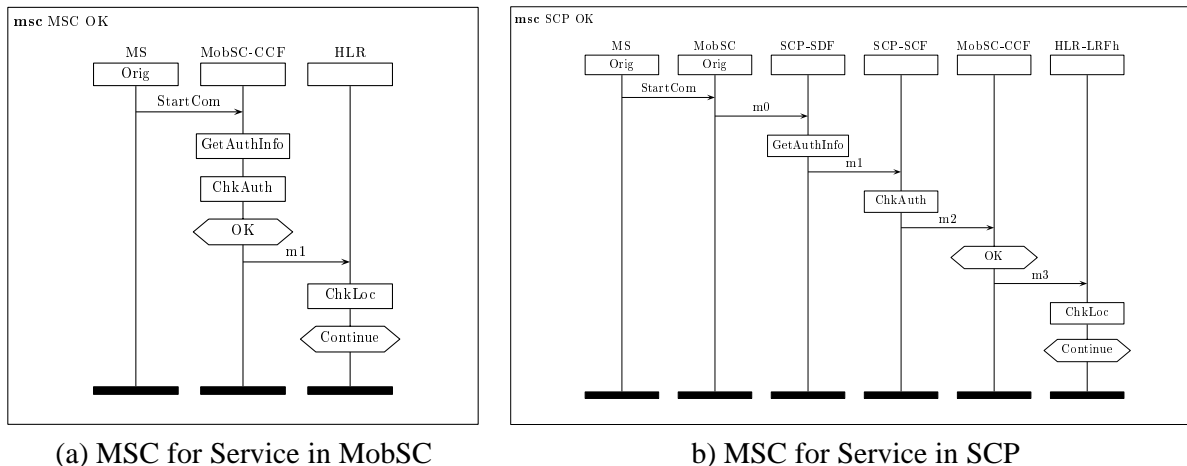 msc MSC OK
MS MobSC-CCF HLR
Orig
StartCom
GetAuthInfo
ChkAuth
OK
m1
ChkLoc
Continue
(a) MSC for Service in MobSC
msc SCP OK
MS MobSC SCP-SDF SCP-SCF MobSC-CCF HLR-LRFh
Orig Orig
StartCom
m0
GetAuthInfo
m1
ChkAuth
m2
OK
m3
ChkLoc
Continue
b) MSC for Service in SCP